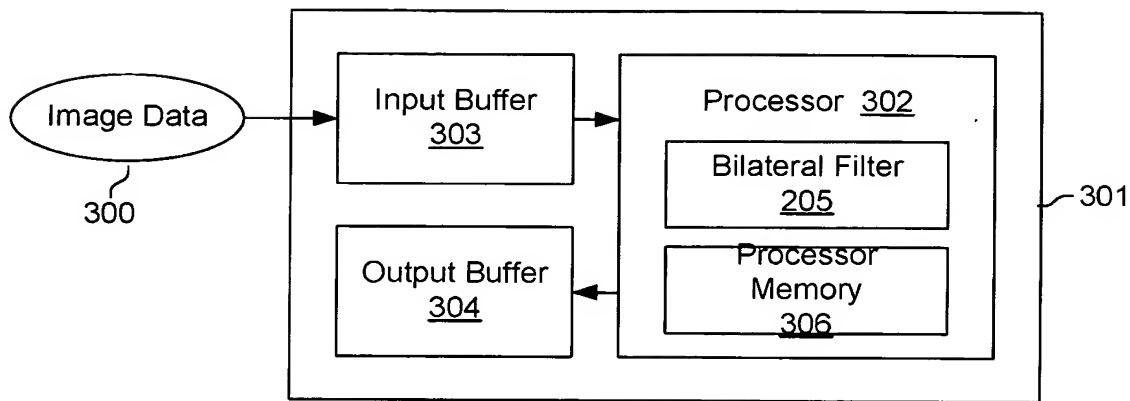 Image Data
300
Input Buffer
303
Output Buffer
304
Processor 302
Bilateral Filter
205
Processor
Memory
306
301